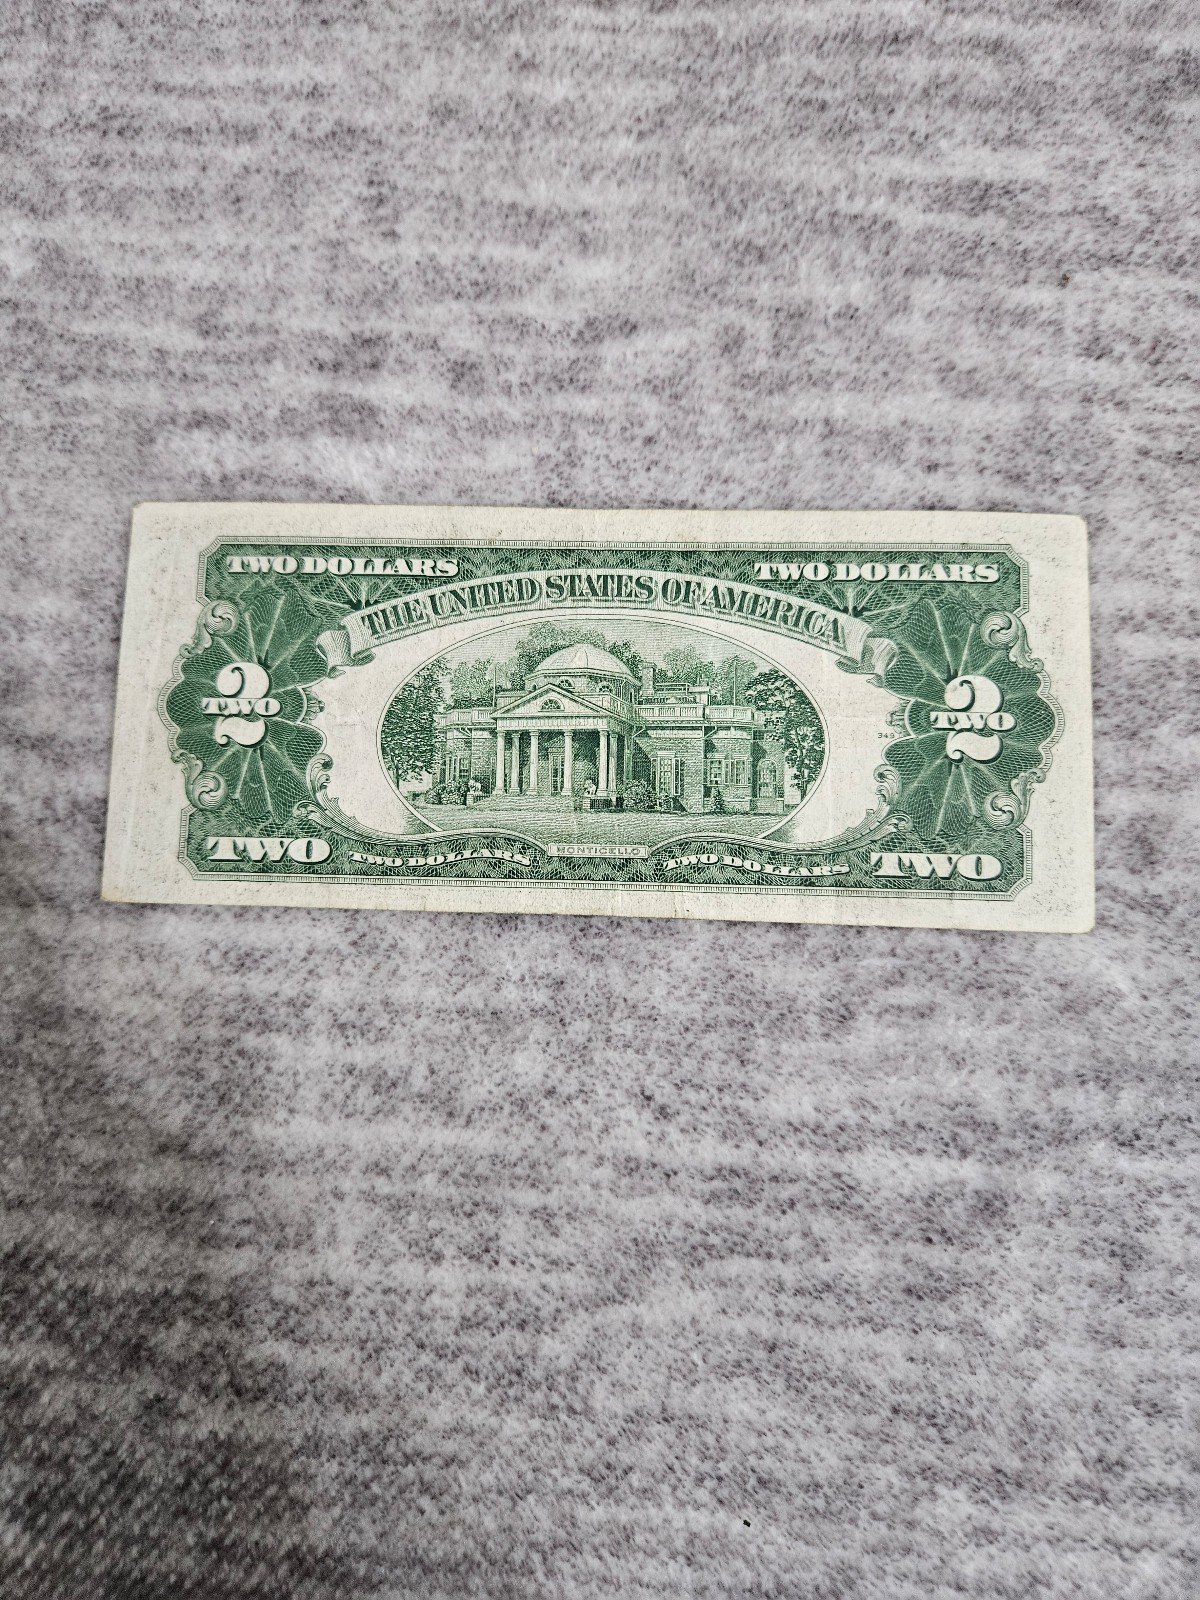 TWO DOLLARS TWO DOLLARS
THE UNITED STATES OF AMERICA
2 2
TWO TWO
349
MONTICELLO
TWO TWO DOLLARS TWO DOLLARS TWO